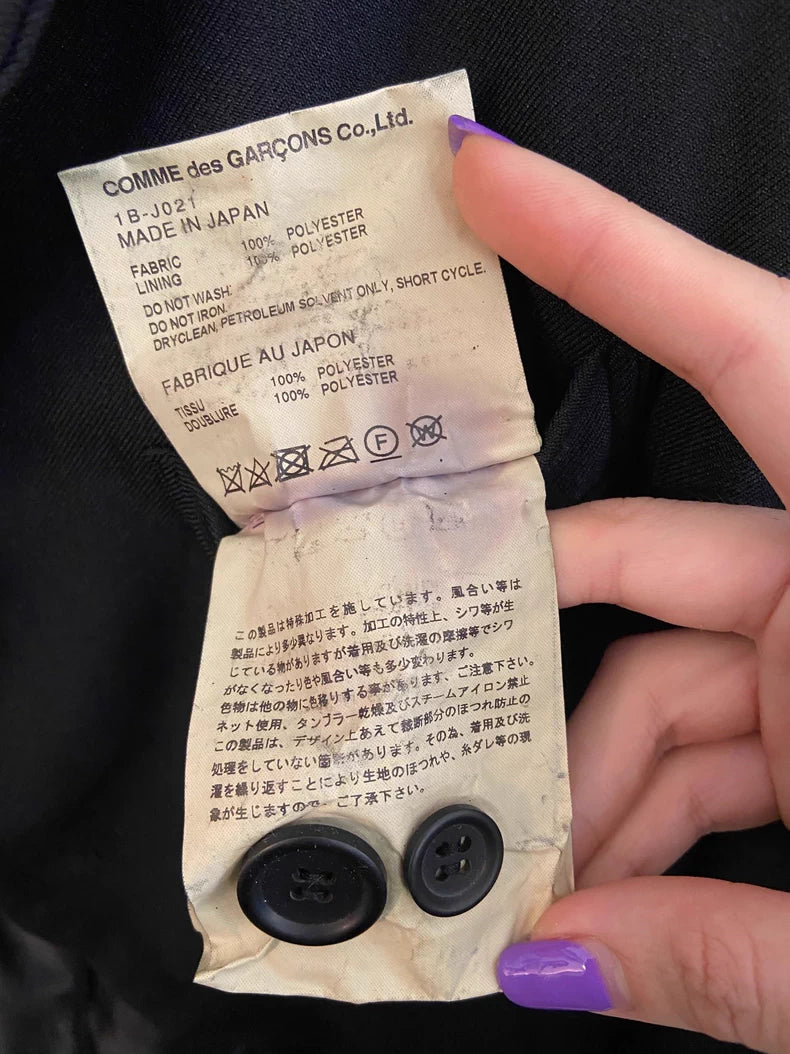 COMME des GARÇONS Co.,Ltd.
1B-J021
MADE IN JAPAN
FABRIC 100% POLYESTER
LINING 100% POLYESTER
DO NOT WASH.
DO NOT IRON.
DRYCLEAN, PETROLEUM SOLVENT ONLY, SHORT CYCLE.
FABRIQUE AU JAPON
TISSU 100% POLYESTER
DOUBLURE 100% POLYESTER
F W
この製品は特殊加工を施しています。風合い等は
製品により多少異なります。加工の特性上、シワ等が生
じている物がありますが着用及び洗濯の摩擦等でシワ
がなくなったり色や風合い等も多少変わります。
色物は他の物に色移りする事があります、ご注意下さい。
ネット使用、タンブラー乾燥及びスチームアイロン禁止
この製品は、デザイン上あえて裁断部分のほつれ防止の
処理をしていない箇所があります。その為、着用及び洗
濯を繰り返すことにより生地のほつれや、糸ダレ等の現
象が生じますので、ご了承下さい。